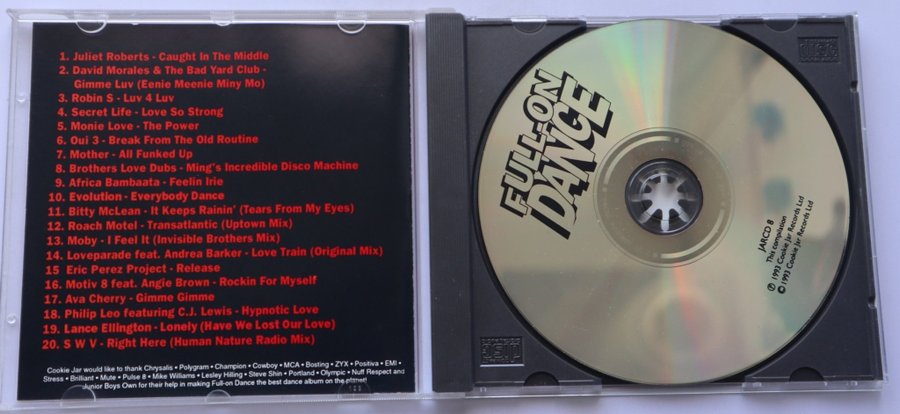 1. Juliet Roberts - Caught In The Middle
2. David Morales & The Bad Yard Club -
Gimme Luv (Eenie Meenie Miny Mo)
3. Robin S - Luv 4 Luv
4. Secret Life - Love So Strong
5. Monie Love - The Power
6. Oui 3 - Break From The Old Routine
7. Mother - All Funked Up
8. Brothers Love Dubs - Ming's Incredible Disco Machine
9. Africa Bambaata - Feelin Irie
10. Evolution - Everybody Dance
11. Bitty McLean - It Keeps Rainin' (Tears From My Eyes)
12. Roach Motel - Transatlantic (Uptown Mix)
13. Moby - I Feel It (Invisible Brothers Mix)
14. Loveparade feat. Andrea Barker - Love Train (Original Mix)
15 Eric Perez Project - Release
16. Motiv 8 feat. Angie Brown - Rockin For Myself
17. Ava Cherry - Gimme Gimme
18. Philip Leo featuring C.J. Lewis - Hypnotic Love
19. Lance Ellington - Lonely (Have We Lost Our Love)
20. S W V - Right Here (Human Nature Radio Mix)
Cookie Jar would like to thank Chrysalis • Polygram • Champion • Cowboy • MCA • Bosting • ZYX • Positiva • EMI •
Stress • Brilliant • Mute • Pulse 8 • Mike Williams • Lesley Hilling • Steve Shin • Portland • Olympic • Nuff Respect and
Junior Boys Own for their help in making Full-on Dance the best dance album on the planet!
FULL-ON
DANCE
JARCD 8
This compilation
℗ 1993 Cookie Jar Records Ltd
© 1993 Cookie Jar Records Ltd